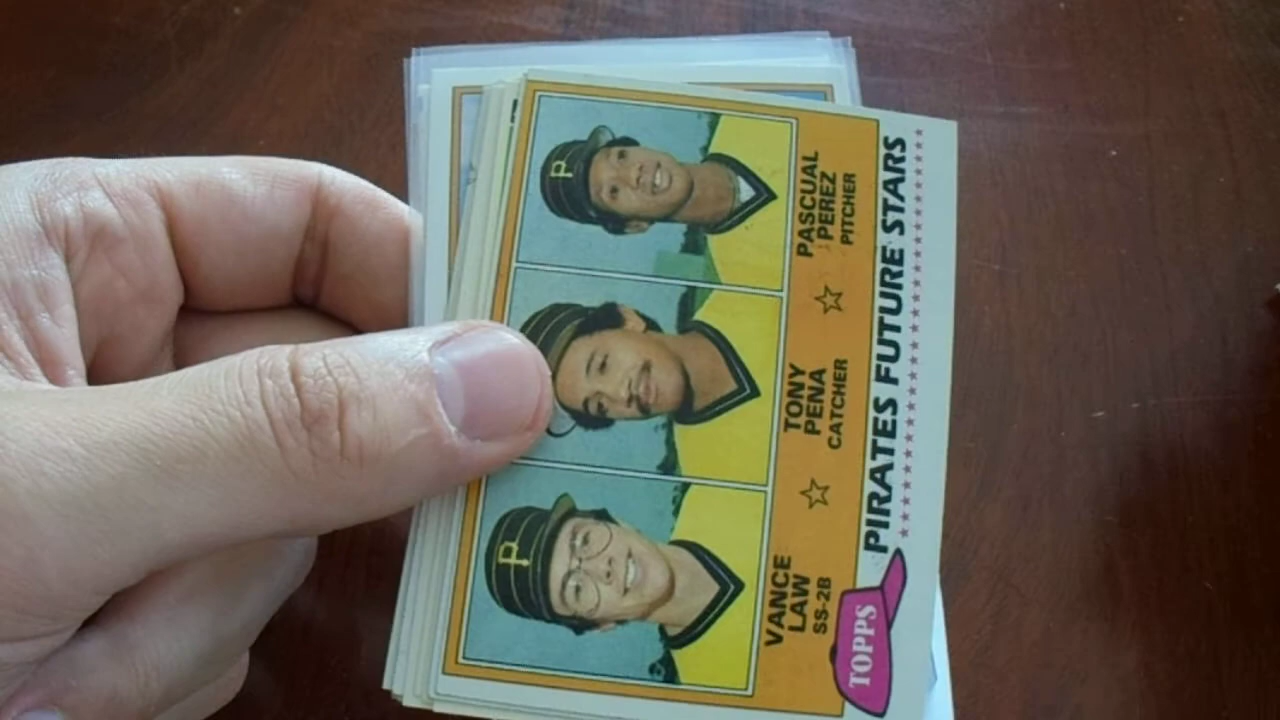 VANCE
LAW
SS-2B
TONY
PENA
CATCHER
PASCUAL
PEREZ
PITCHER
TOPPS
PIRATES FUTURE STARS
P
P